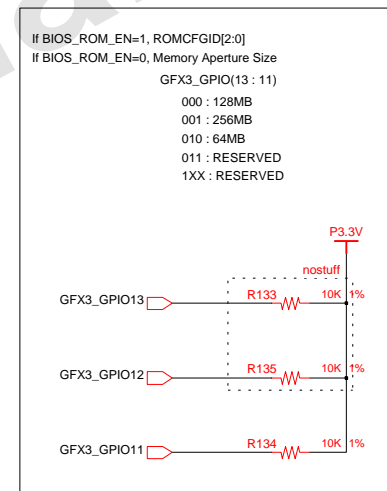 If BIOS_ROM_EN=1, ROMCFGID[2:0]
If BIOS_ROM_EN=0, Memory Aperture Size
GFX3_GPIO(13 : 11)
000 : 128MB
001 : 256MB
010 : 64MB
011 : RESERVED
1XX : RESERVED
P3.3V
nostuff
GFX3_GPIO13 R133 10K 1%
GFX3_GPIO12 R135 10K 1%
GFX3_GPIO11 R134 10K 1%